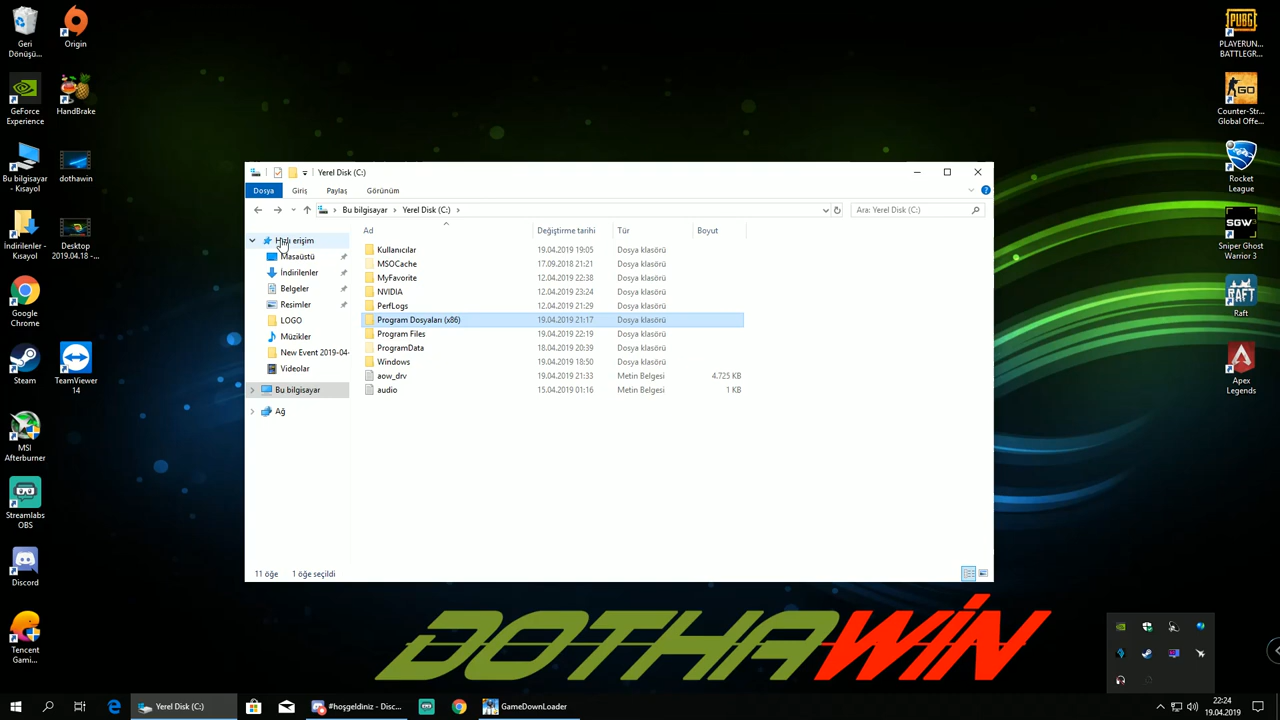 Geri
Dönüşü...
Origin
GeForce
Experience
HandBrake
Bu bilgisayar
- Kısayol
dothawin
İndirilenler -
Kısayol
Desktop
2019.04.18 -...
Google
Chrome
Steam
TeamViewer
14
MSI
Afterburner
Streamlabs
OBS
Discord
Tencent
Gami...
Yerel Disk (C:)
Dosya
Giriş
Paylaş
Görünüm
Bu bilgisayar
Yerel Disk (C:)
Ara: Yerel Disk (C:)
Hızlı erişim
Masaüstü
İndirilenler
Belgeler
Resimler
LOGO
Müzikler
New Event 2019-04-
Videolar
Bu bilgisayar
Ağ
Ad Değiştirme tarihi Tür Boyut
Kullanıcılar 19.04.2019 19:05 Dosya klasörü
MSOCache 17.09.2018 21:21 Dosya klasörü
MyFavorite 12.04.2019 22:38 Dosya klasörü
NVIDIA 12.04.2019 23:24 Dosya klasörü
PerfLogs 12.04.2019 21:29 Dosya klasörü
Program Dosyaları (x86) 19.04.2019 21:17 Dosya klasörü
Program Files 19.04.2019 22:19 Dosya klasörü
ProgramData 18.04.2019 20:39 Dosya klasörü
Windows 19.04.2019 18:50 Dosya klasörü
aow_drv 19.04.2019 21:33 Metin Belgesi 4.725 KB
audio 15.04.2019 01:16 Metin Belgesi 1 KB
11 öğe 1 öğe seçildi
PUBG
PLAYERUN...
BATTLEGR...
GO
Counter-Str...
Global Offe...
Rocket
League
SGW3
Sniper Ghost
Warrior 3
RAFT
Raft
Apex
Legends
DOTHAWİN
Yerel Disk (C:)
#hoşgeldiniz - Disc...
GameDownLoader
22:24
19.04.2019